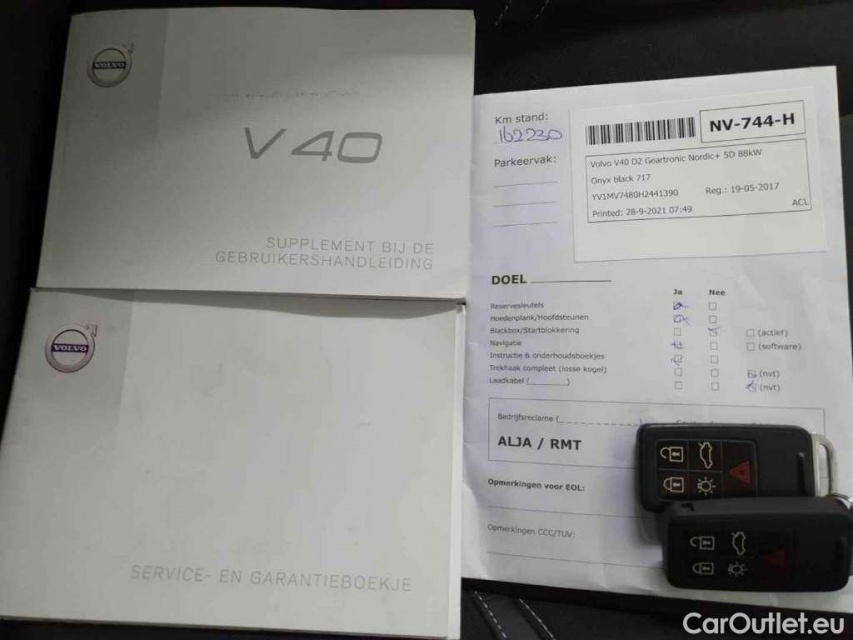 VOLVO
V40
SUPPLEMENT BIJ DE
GEBRUIKERSHANDLEIDING
VOLVO
SERVICE- EN GARANTIEBOEKJE
Km stand:
162230
Parkeervak:
NV-744-H
Volvo V40 D2 Geartronic Nordic+ 5D 88kW
Onyx black 717
YV1MV7480H2441390 Reg.: 19-05-2017
Printed: 28-9-2021 07:49 ACL
DOEL
Ja Nee
Reservesleutels
Hoedenplank/Hoofdsteunen
Blackbox/Startblokkering (actief)
Navigatie (software)
Instructie & onderhoudsboekjes
Trekhaak compleet (losse kogel) (nvt)
Laadkabel (______) (nvt)
Bedrijfsreclame (
ALJA / RMT
Opmerkingen voor EOL:
Opmerkingen CCC/TUV:
CarOutlet.eu